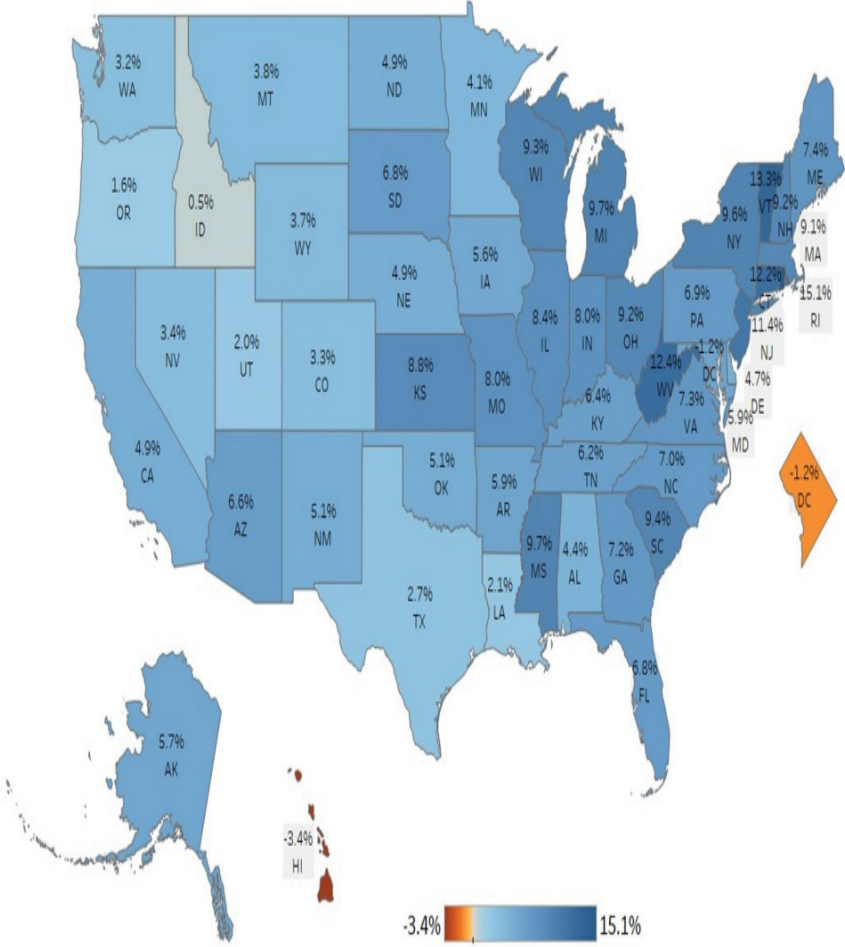 3.2%
WA
3.8%
MT
4.9%
ND
4.1%
MN
1.6%
OR
0.5%
ID
6.8%
SD
9.3%
WI
9.7%
MI
9.6%
NY
13.3%
VT
9.2%
NH
7.4%
ME
9.1%
MA
3.7%
WY
5.6%
IA
4.9%
NE
12.2%
CT
15.1%
RI
6.9%
PA
11.4%
NJ
3.4%
NV
2.0%
UT
3.3%
CO
8.8%
KS
8.0%
MO
8.4%
IL
8.0%
IN
9.2%
OH
12.4%
WV
-1.2%
DC
4.7%
DE
5.9%
MD
7.3%
VA
6.4%
KY
4.9%
CA
6.6%
AZ
5.1%
NM
5.1%
OK
5.9%
AR
6.2%
TN
7.0%
NC
-1.2%
DC
9.4%
SC
9.7%
MS
4.4%
AL
7.2%
GA
2.7%
TX
2.1%
LA
6.8%
FL
5.7%
AK
-3.4%
HI
-3.4% 15.1%